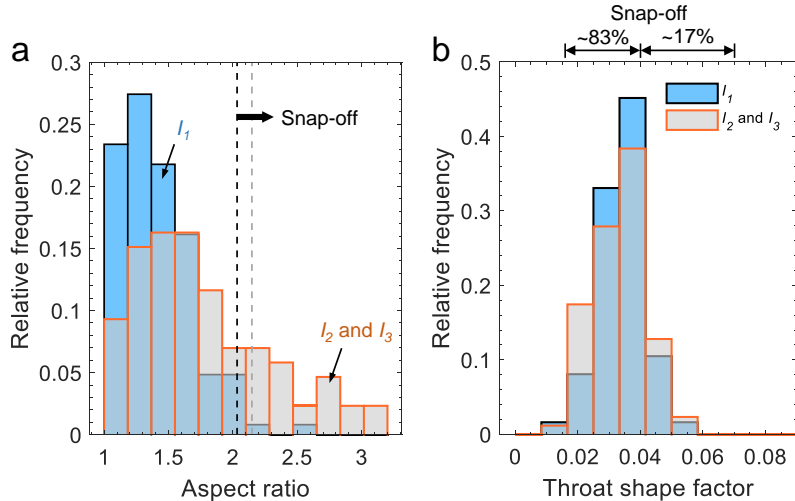 Snap-off
~83% ~17%
a
b
0.3
0.25
0.2
0.15
0.1
0.05
0
Relative frequency
I1
Snap-off
I2 and I3
1 1.5 2 2.5 3
Aspect ratio
0.5
0.4
0.3
0.2
0.1
0
Relative frequency
I1
I2 and I3
0 0.02 0.04 0.06 0.08
Throat shape factor